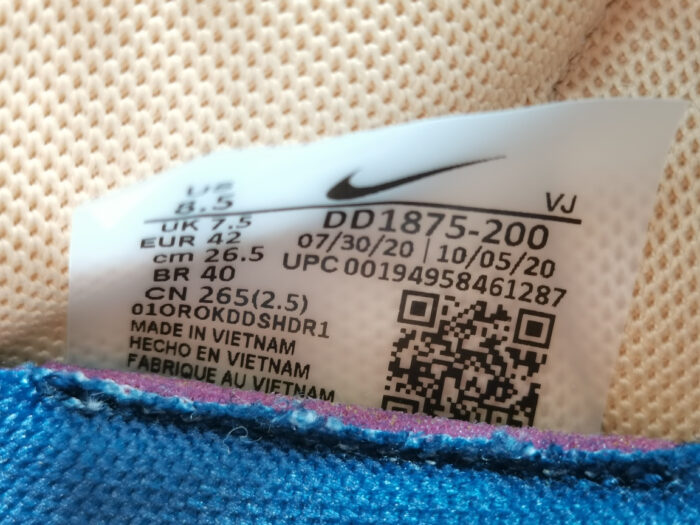 US
8.5
UK 7.5
EUR 42
cm 26.5
BR 40
CN 265(2.5)
010ROKDDSHDR1
MADE IN VIETNAM
HECHO EN VIETNAM
FABRIQUE AU VIETNAM
VJ
DD1875-200
07/30/20 | 10/05/20
UPC 00194958461287